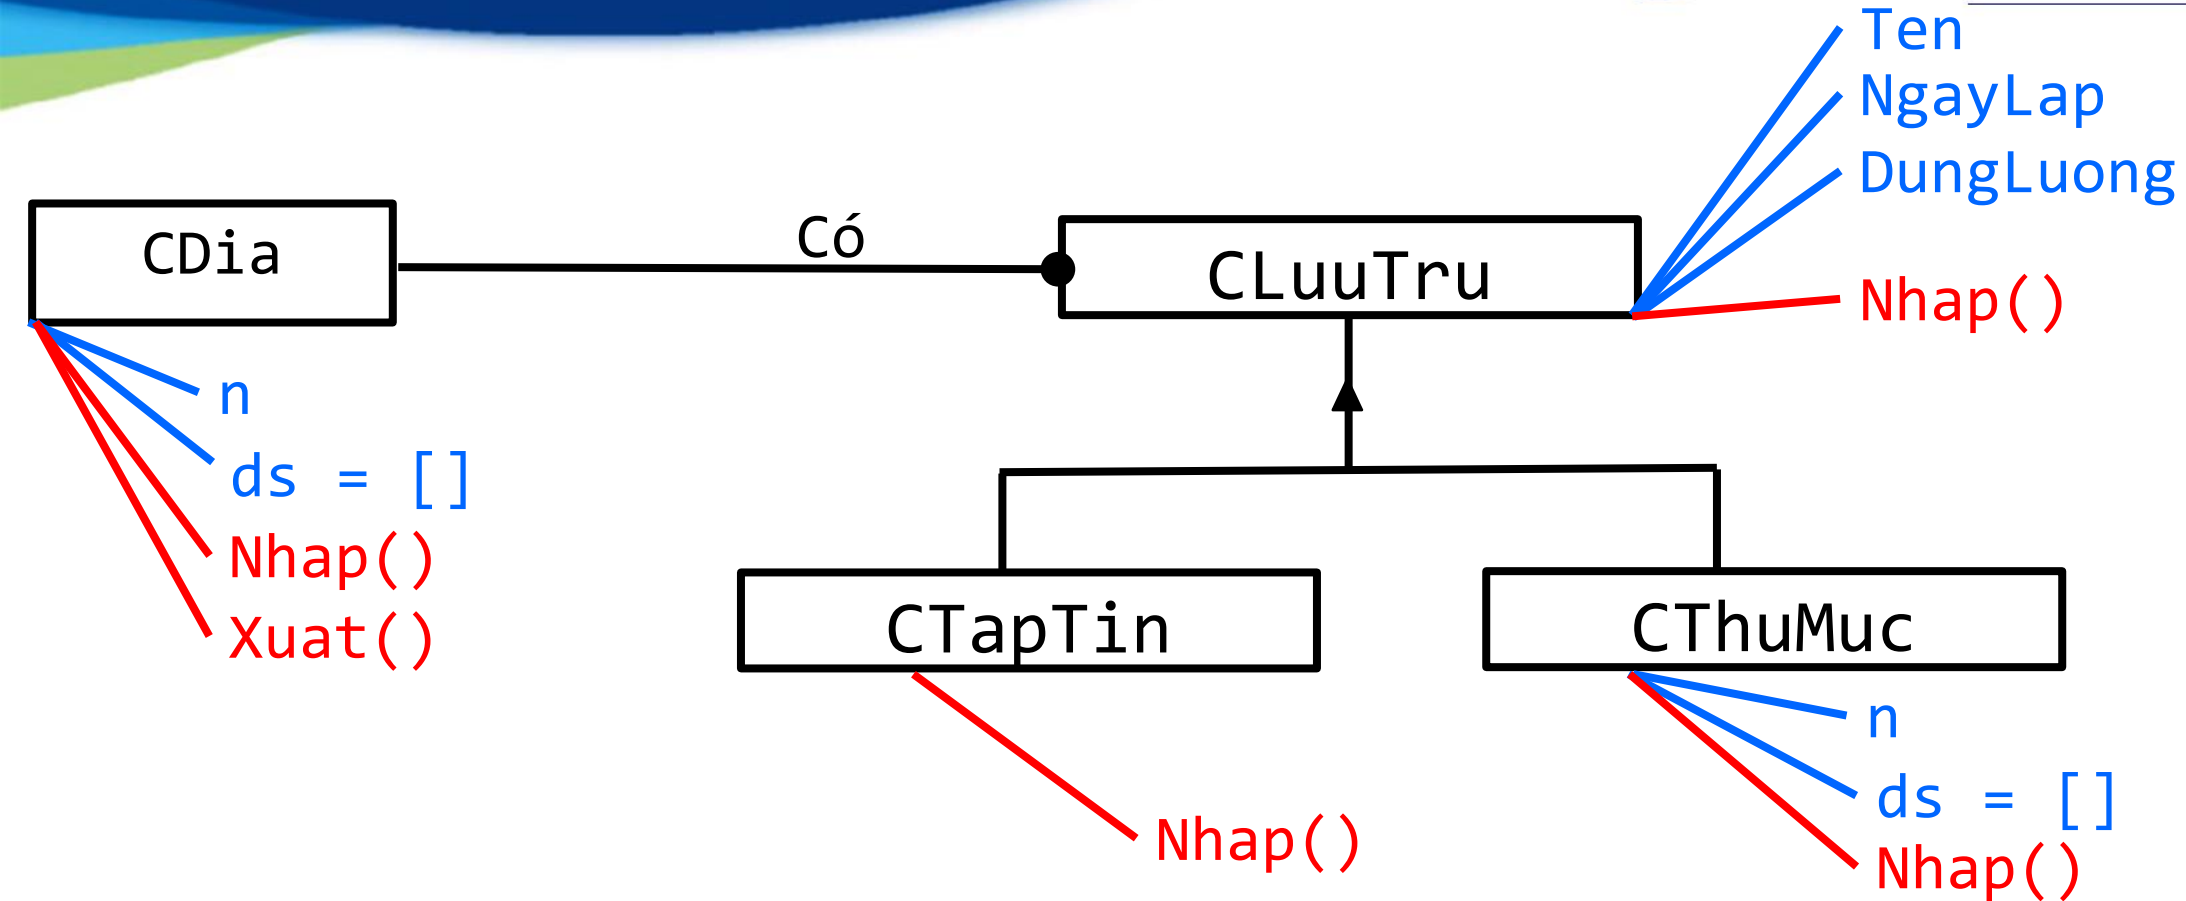 Ten
NgayLap
DungLuong
Nhap()
CDia
Có
CLuuTru
n
ds = []
Nhap()
Xuat()
CTapTin
Nhap()
CThuMuc
n
ds = []
Nhap()